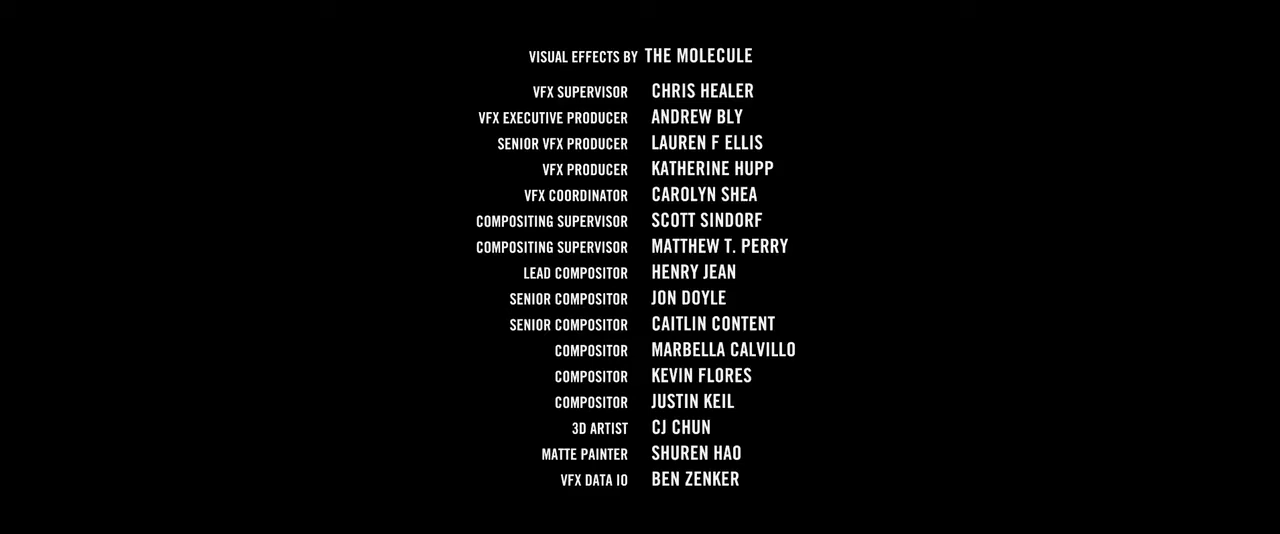 VISUAL EFFECTS BY THE MOLECULE
VFX SUPERVISOR CHRIS HEALER
VFX EXECUTIVE PRODUCER ANDREW BLY
SENIOR VFX PRODUCER LAUREN F ELLIS
VFX PRODUCER KATHERINE HUPP
VFX COORDINATOR CAROLYN SHEA
COMPOSITING SUPERVISOR SCOTT SINDORF
COMPOSITING SUPERVISOR MATTHEW T. PERRY
LEAD COMPOSITOR HENRY JEAN
SENIOR COMPOSITOR JON DOYLE
SENIOR COMPOSITOR CAITLIN CONTENT
COMPOSITOR MARBELLA CALVILLO
COMPOSITOR KEVIN FLORES
COMPOSITOR JUSTIN KEIL
3D ARTIST CJ CHUN
MATTE PAINTER SHUREN HAO
VFX DATA IO BEN ZENKER